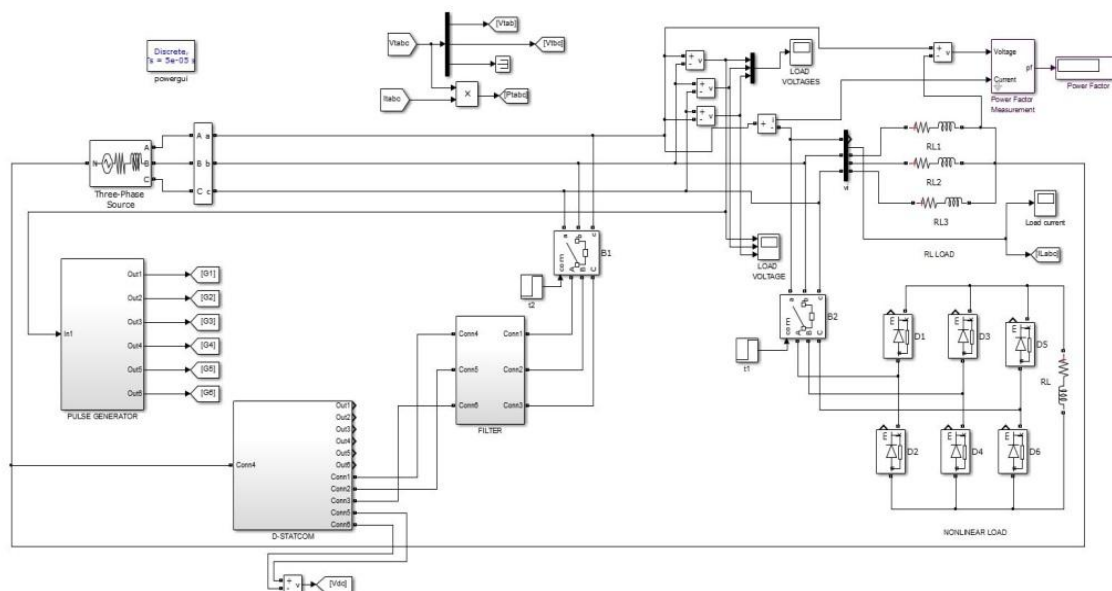 Discrete,
s = 5e-05 s
powergui
Vtabc
[Vtab]
[Vtbc]
Itabc
×
[Ptabc]
LOAD
VOLTAGES
Voltage
Current
pf
Power Factor
Measurement
Power Factor
N
A
B
C
Three-Phase
Source
A a
B b
C c
RL1
RL2
RL3
Load current
[ILabc]
RL LOAD
LOAD
VOLTAGE
a b c
com
A B C
B1
t2
a b c
com
A B C
B2
t1
In1
Out1
Out2
Out3
Out4
Out5
Out6
[G1]
[G2]
[G3]
[G4]
[G5]
[G6]
PULSE GENERATOR
Conn4
Conn5
Conn6
Conn1
Conn2
Conn3
FILTER
E
D1
E
D3
E
D5
RL
E
D2
E
D4
E
D6
NONLINEAR LOAD
Conn4
Out1
Out2
Out3
Out4
Out5
Out6
Conn1
Conn2
Conn3
Conn5
Conn6
D-STATCOM
+
-
v
[Vdc]